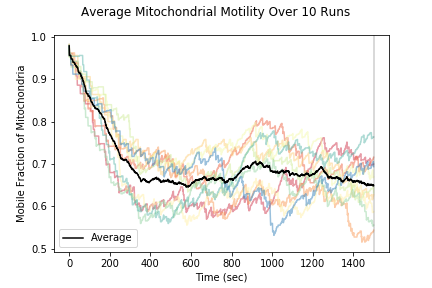 Average Mitochondrial Motility Over 10 Runs
Mobile Fraction of Mitochondria
1.0
0.9
0.8
0.7
0.6
0.5
Average
0 200 400 600 800 1000 1200 1400
Time (sec)